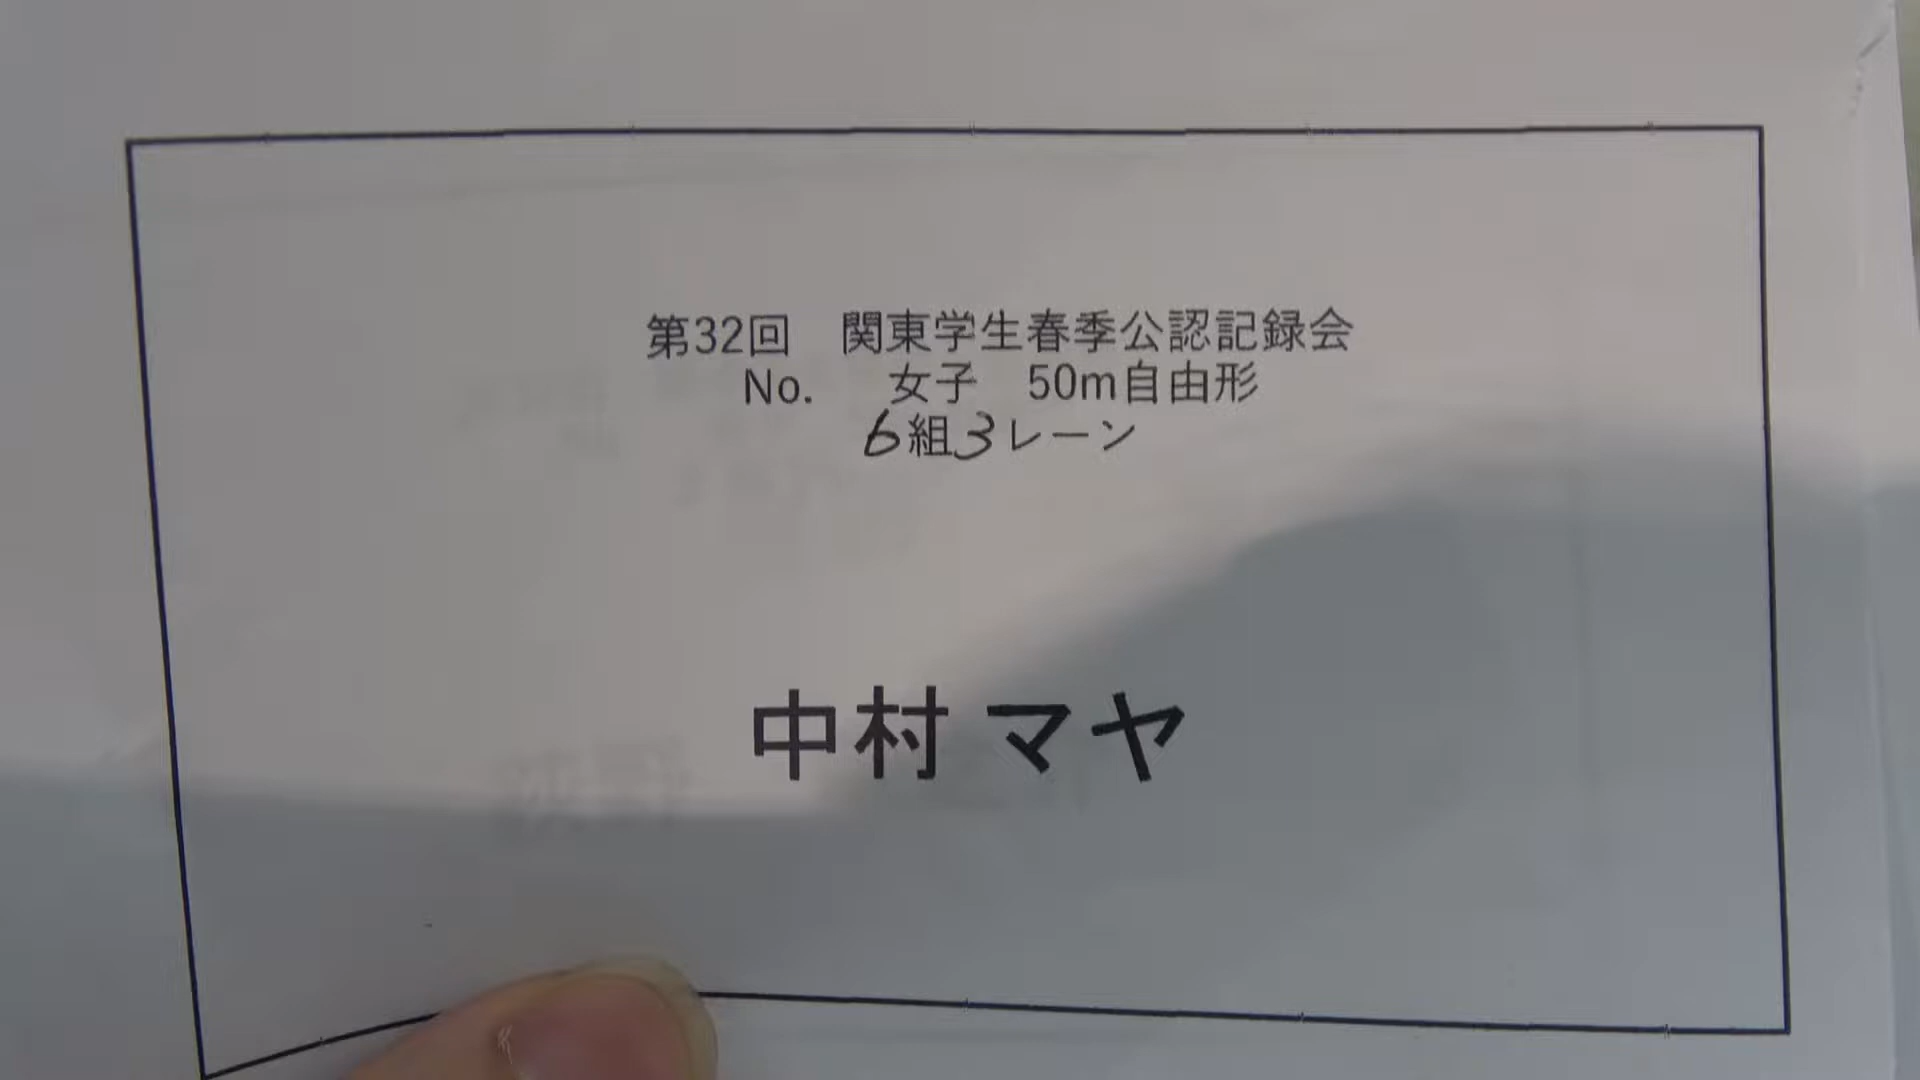 第32回　関東学生春季公認記録会
No.　女子　50m自由形
6組3レーン
中村 マヤ